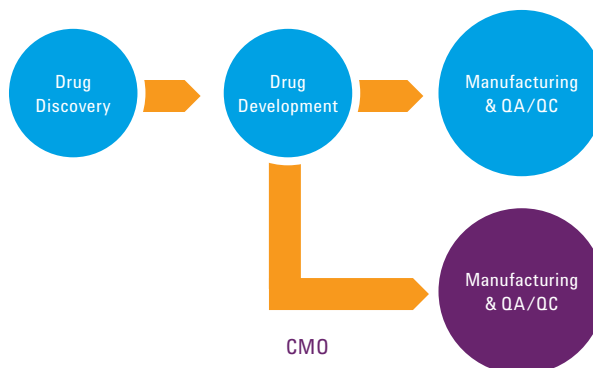 Drug
Discovery
Drug
Development
Manufacturing
& QA/QC
Manufacturing
& QA/QC
CMO